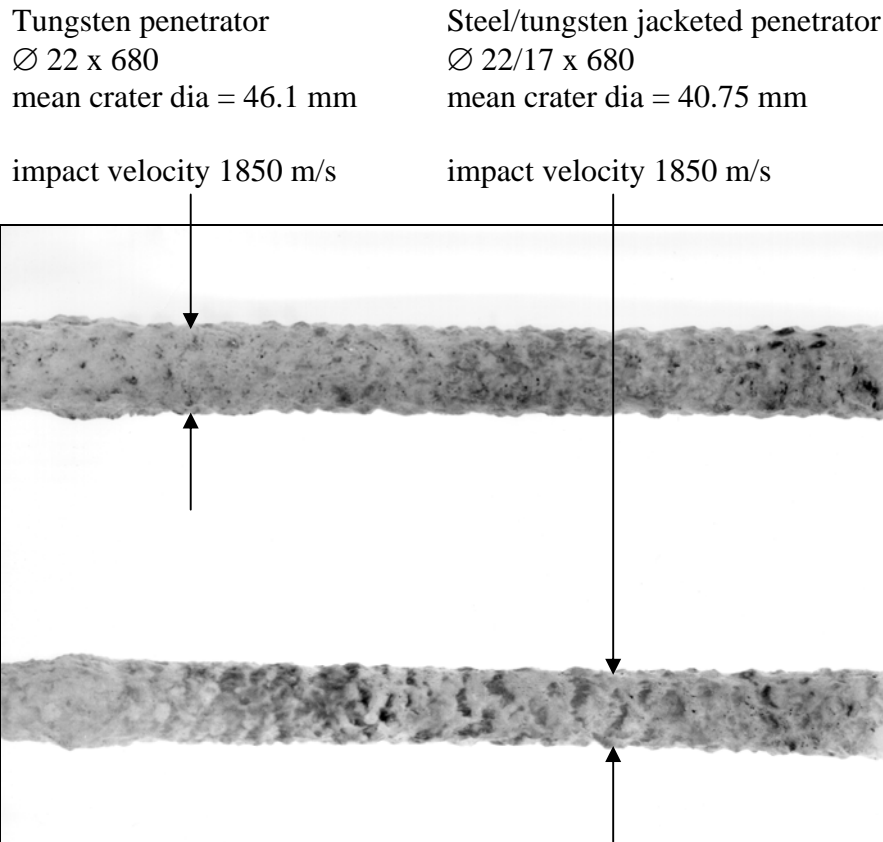 Tungsten penetrator
∅ 22 x 680
mean crater dia = 46.1 mm
impact velocity 1850 m/s
Steel/tungsten jacketed penetrator
∅ 22/17 x 680
mean crater dia = 40.75 mm
impact velocity 1850 m/s